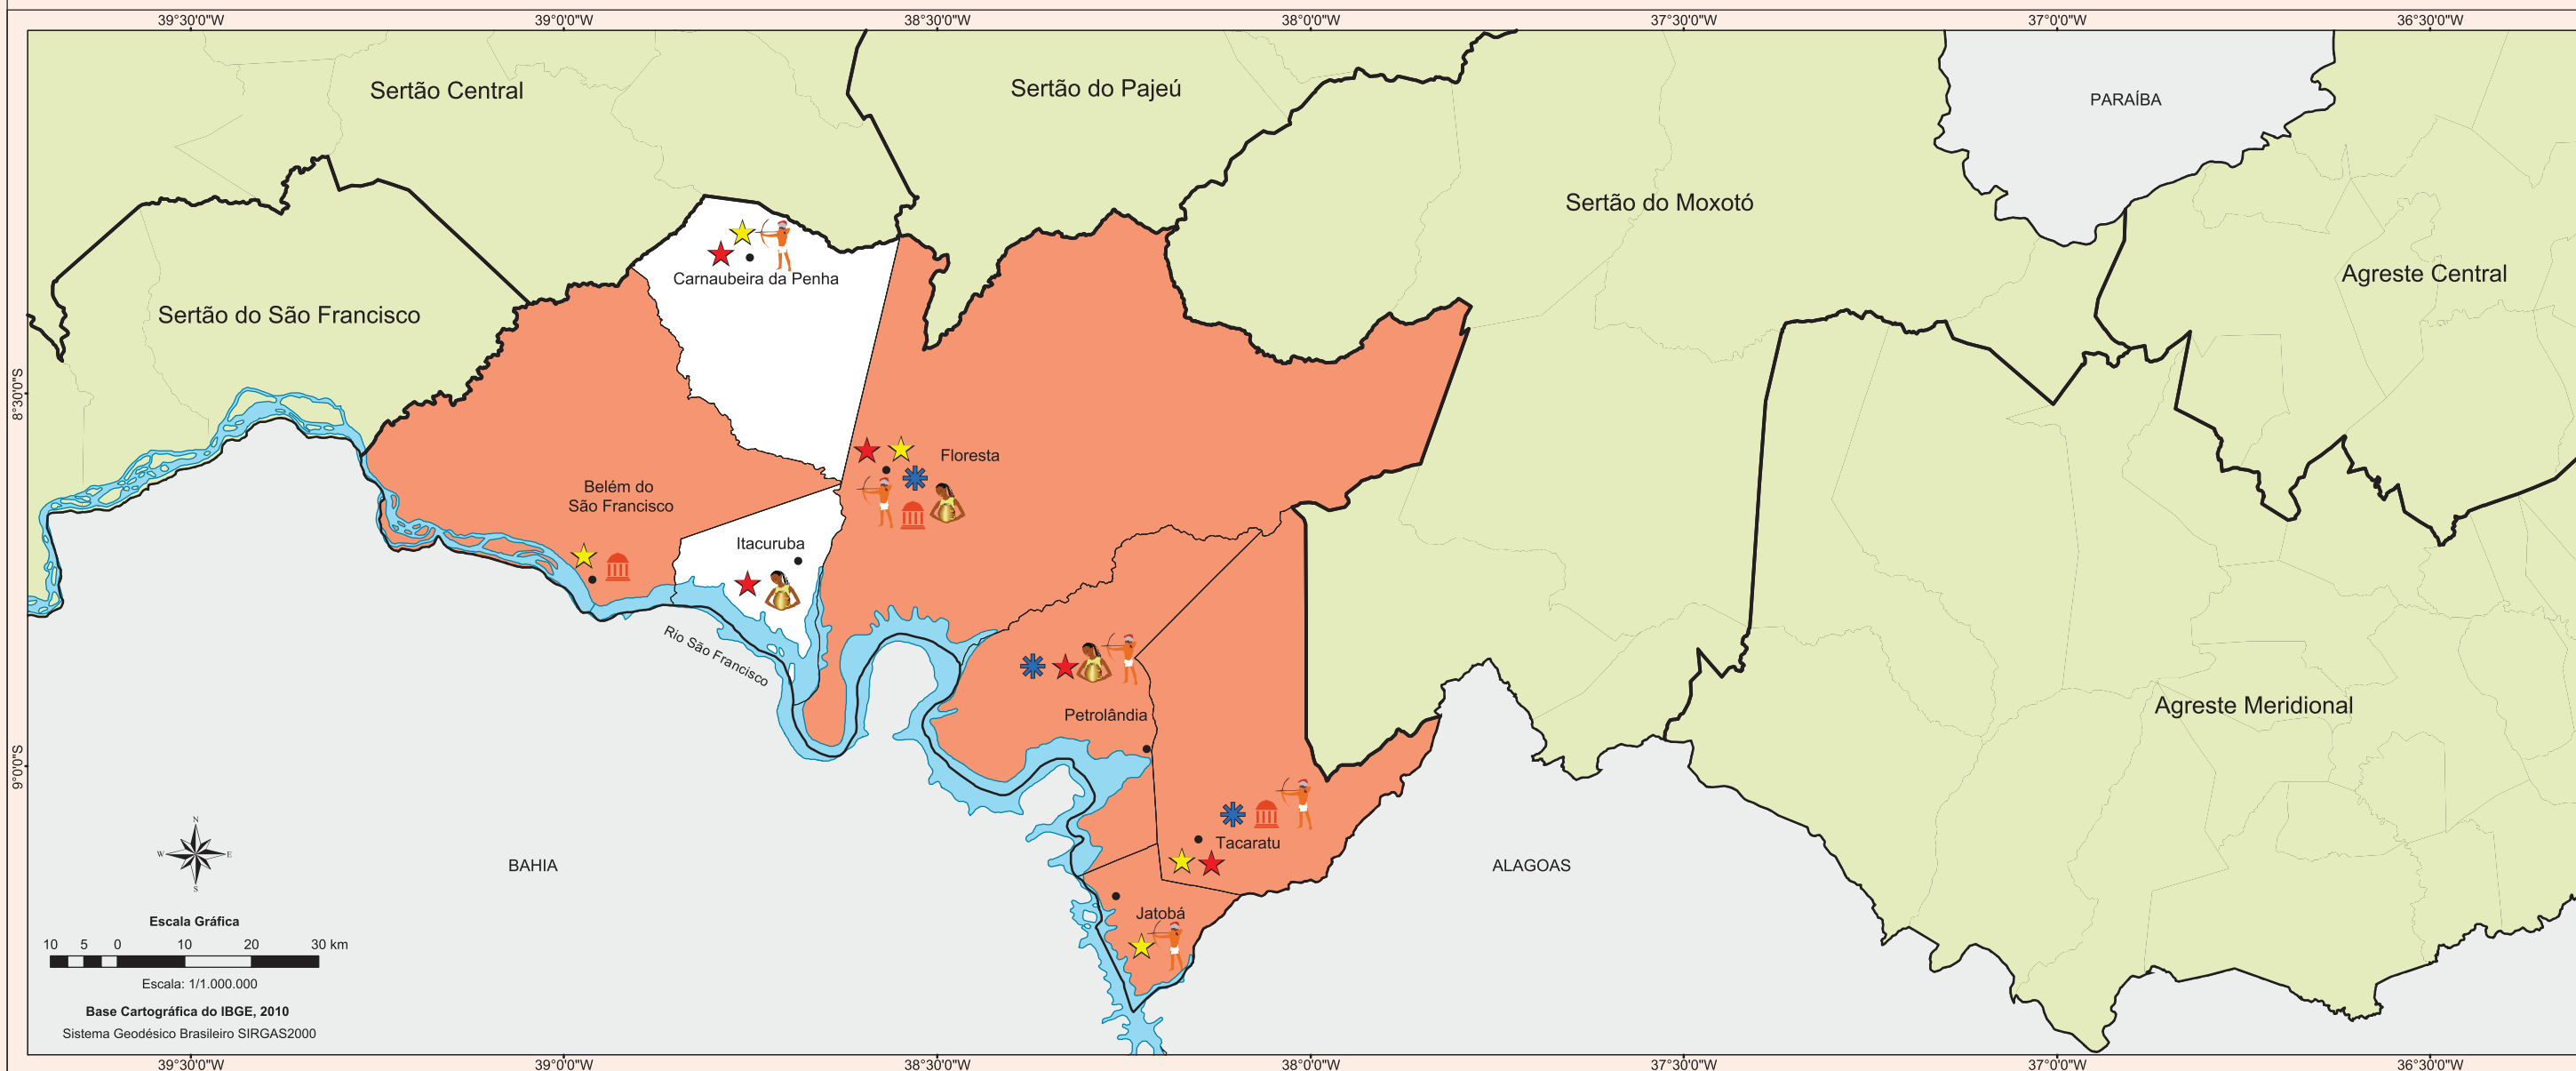 39°30'0"W 39°0'0"W 38°30'0"W 38°0'0"W 37°30'0"W 37°0'0"W 36°30'0"W
Sertão Central
Sertão do Pajeú
PARAÍBA
Sertão do Moxotó
Agreste Central
Carnaubeira da Penha
Sertão do São Francisco
8°30'0"S
Floresta
Belém do
São Francisco
Itacuruba
Rio São Francisco
Petrolândia
Agreste Meridional
9°0'0"S
Tacaratu
BAHIA
ALAGOAS
Jatobá
N
W E
S
Escala Gráfica
10 5 0 10 20 30 km
Escala: 1/1.000.000
Base Cartográfica do IBGE, 2010
Sistema Geodésico Brasileiro SIRGAS2000
39°30'0"W 39°0'0"W 38°30'0"W 38°0'0"W 37°30'0"W 37°0'0"W 36°30'0"W